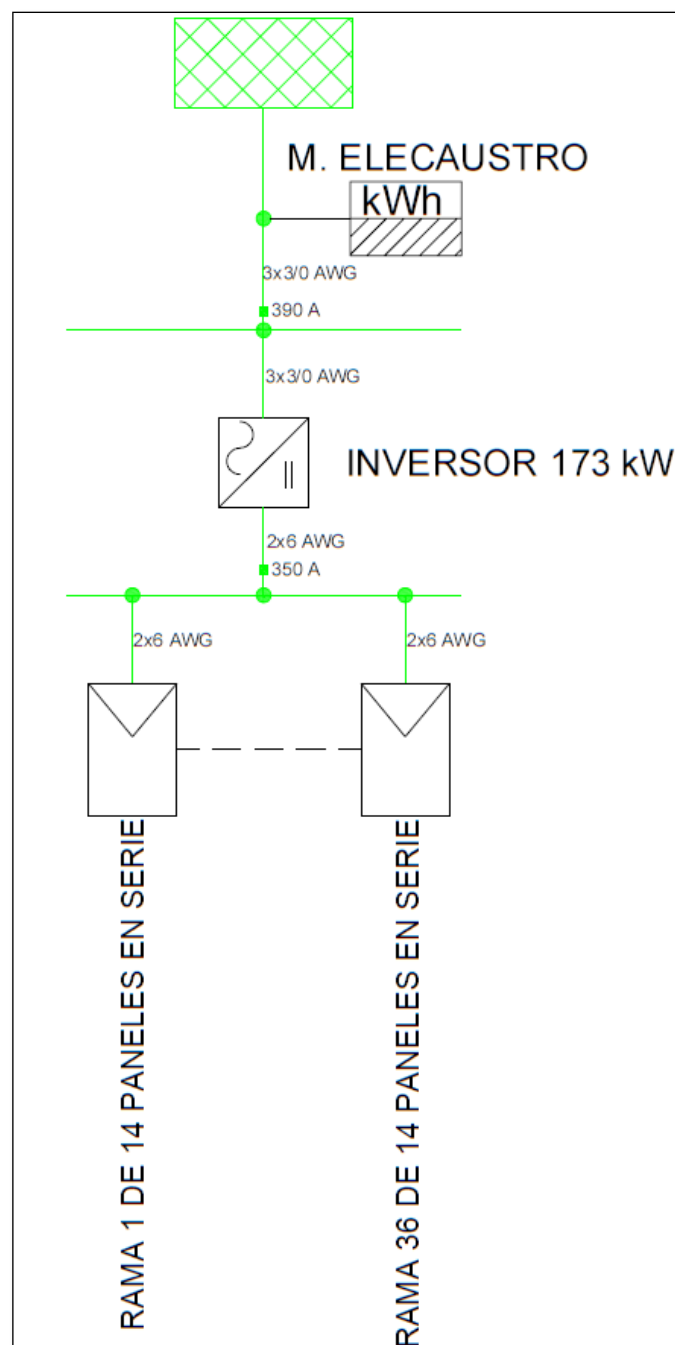 M. ELECAUSTRO
kWh
3x3/0 AWG
390 A
3x3/0 AWG
INVERSOR 173 kW
2x6 AWG
350 A
2x6 AWG
2x6 AWG
RAMA 1 DE 14 PANELES EN SERIE
RAMA 36 DE 14 PANELES EN SERIE